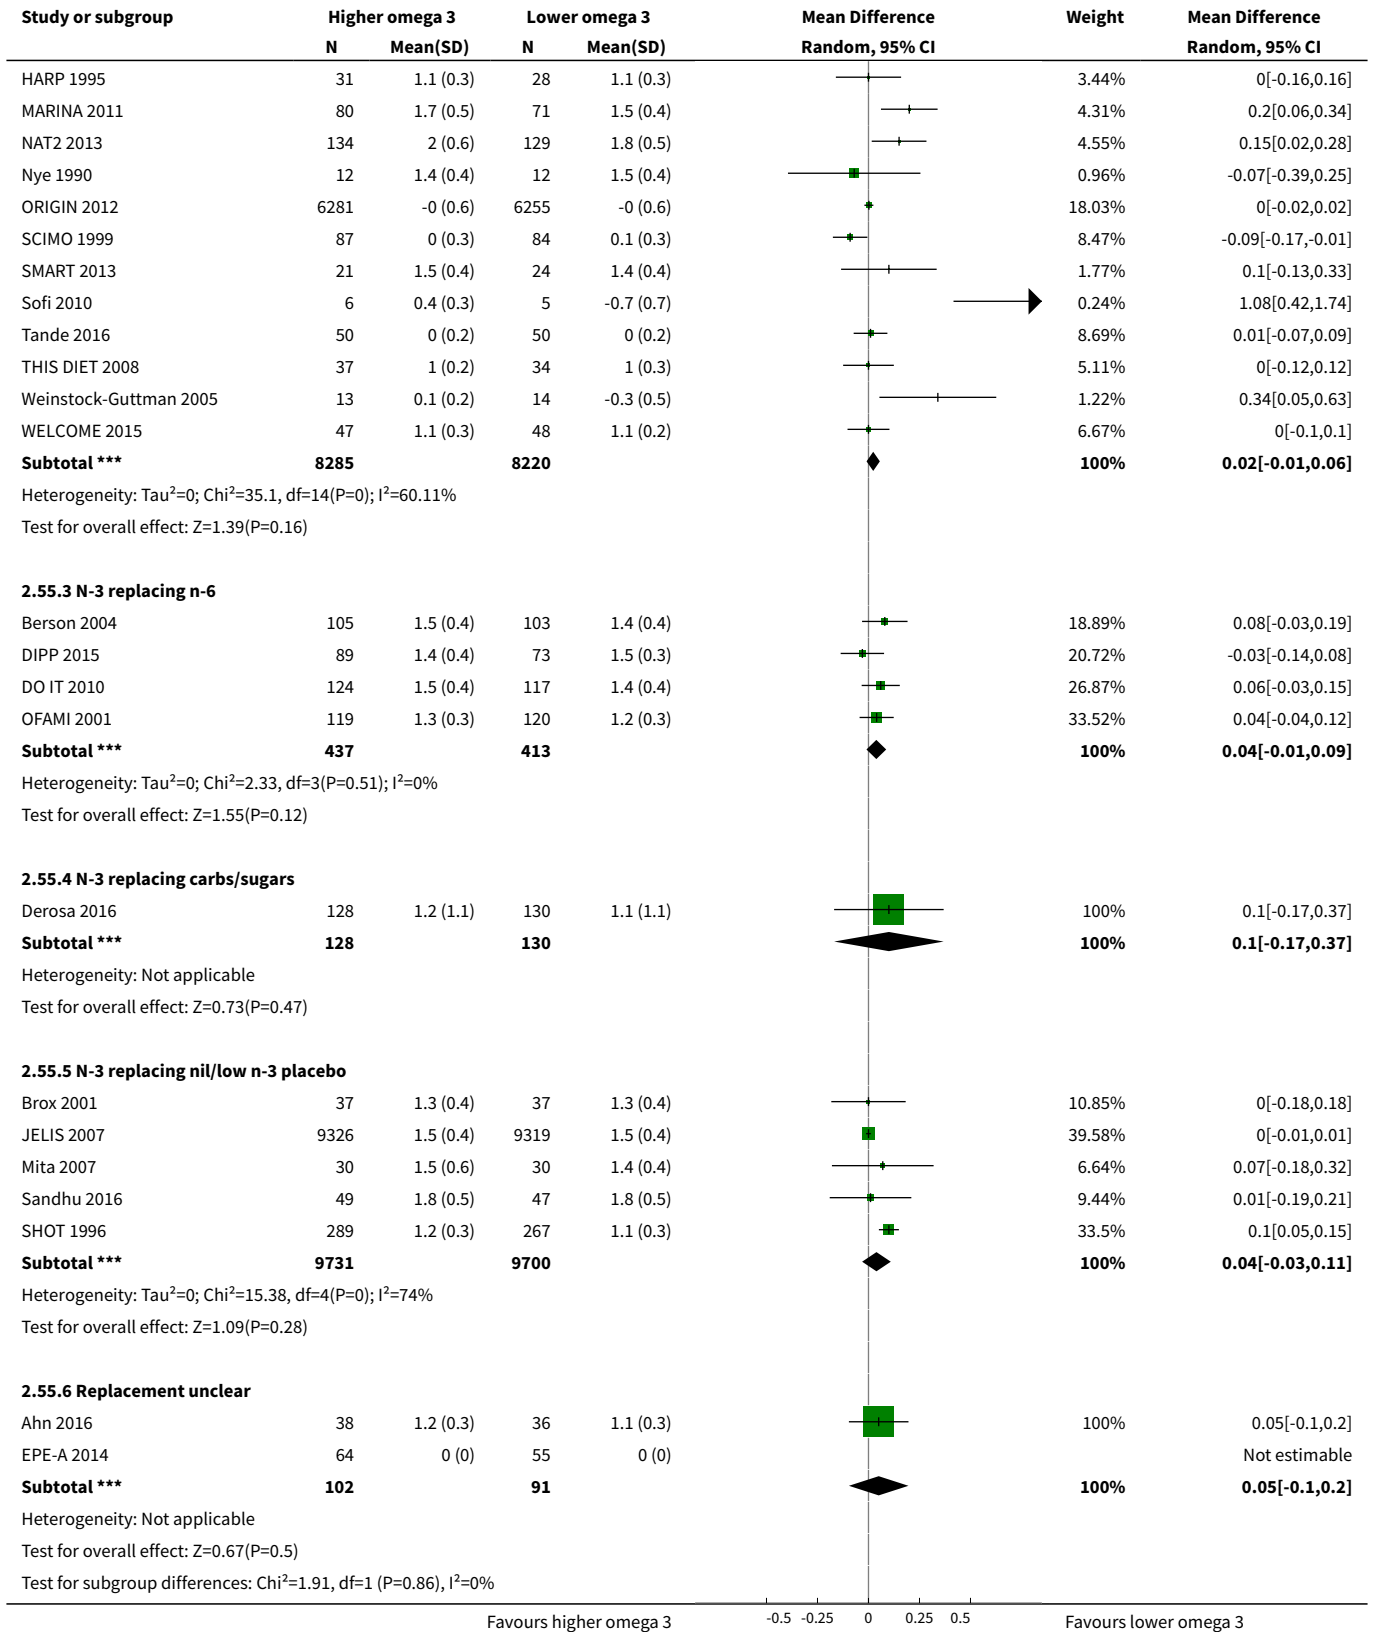 Study or subgroup Higher omega 3 Lower omega 3 Mean Difference Weight Mean Difference
N Mean(SD) N Mean(SD) Random, 95% CI Random, 95% CI
HARP 1995 31 1.1 (0.3) 28 1.1 (0.3) 3.44% 0[-0.16,0.16]
MARINA 2011 80 1.7 (0.5) 71 1.5 (0.4) 4.31% 0.2[0.06,0.34]
NAT2 2013 134 2 (0.6) 129 1.8 (0.5) 4.55% 0.15[0.02,0.28]
Nye 1990 12 1.4 (0.4) 12 1.5 (0.4) 0.96% -0.07[-0.39,0.25]
ORIGIN 2012 6281 -0 (0.6) 6255 -0 (0.6) 18.03% 0[-0.02,0.02]
SCIMO 1999 87 0 (0.3) 84 0.1 (0.3) 8.47% -0.09[-0.17,-0.01]
SMART 2013 21 1.5 (0.4) 24 1.4 (0.4) 1.77% 0.1[-0.13,0.33]
Sofi 2010 6 0.4 (0.3) 5 -0.7 (0.7) 0.24% 1.08[0.42,1.74]
Tande 2016 50 0 (0.2) 50 0 (0.2) 8.69% 0.01[-0.07,0.09]
THIS DIET 2008 37 1 (0.2) 34 1 (0.3) 5.11% 0[-0.12,0.12]
Weinstock-Guttman 2005 13 0.1 (0.2) 14 -0.3 (0.5) 1.22% 0.34[0.05,0.63]
WELCOME 2015 47 1.1 (0.3) 48 1.1 (0.2) 6.67% 0[-0.1,0.1]
Subtotal *** 8285 8220 100% 0.02[-0.01,0.06]
Heterogeneity: Tau²=0; Chi²=35.1, df=14(P=0); I²=60.11%
Test for overall effect: Z=1.39(P=0.16)
2.55.3 N-3 replacing n-6
Berson 2004 105 1.5 (0.4) 103 1.4 (0.4) 18.89% 0.08[-0.03,0.19]
DIPP 2015 89 1.4 (0.4) 73 1.5 (0.3) 20.72% -0.03[-0.14,0.08]
DO IT 2010 124 1.5 (0.4) 117 1.4 (0.4) 26.87% 0.06[-0.03,0.15]
OFAMI 2001 119 1.3 (0.3) 120 1.2 (0.3) 33.52% 0.04[-0.04,0.12]
Subtotal *** 437 413 100% 0.04[-0.01,0.09]
Heterogeneity: Tau²=0; Chi²=2.33, df=3(P=0.51); I²=0%
Test for overall effect: Z=1.55(P=0.12)
2.55.4 N-3 replacing carbs/sugars
Derosa 2016 128 1.2 (1.1) 130 1.1 (1.1) 100% 0.1[-0.17,0.37]
Subtotal *** 128 130 100% 0.1[-0.17,0.37]
Heterogeneity: Not applicable
Test for overall effect: Z=0.73(P=0.47)
2.55.5 N-3 replacing nil/low n-3 placebo
Brox 2001 37 1.3 (0.4) 37 1.3 (0.4) 10.85% 0[-0.18,0.18]
JELIS 2007 9326 1.5 (0.4) 9319 1.5 (0.4) 39.58% 0[-0.01,0.01]
Mita 2007 30 1.5 (0.6) 30 1.4 (0.4) 6.64% 0.07[-0.18,0.32]
Sandhu 2016 49 1.8 (0.5) 47 1.8 (0.5) 9.44% 0.01[-0.19,0.21]
SHOT 1996 289 1.2 (0.3) 267 1.1 (0.3) 33.5% 0.1[0.05,0.15]
Subtotal *** 9731 9700 100% 0.04[-0.03,0.11]
Heterogeneity: Tau²=0; Chi²=15.38, df=4(P=0); I²=74%
Test for overall effect: Z=1.09(P=0.28)
2.55.6 Replacement unclear
Ahn 2016 38 1.2 (0.3) 36 1.1 (0.3) 100% 0.05[-0.1,0.2]
EPE-A 2014 64 0 (0) 55 0 (0) Not estimable
Subtotal *** 102 91 100% 0.05[-0.1,0.2]
Heterogeneity: Not applicable
Test for overall effect: Z=0.67(P=0.5)
Test for subgroup differences: Chi²=1.91, df=1 (P=0.86), I²=0%
Favours higher omega 3 -0.5 -0.25 0 0.25 0.5 Favours lower omega 3